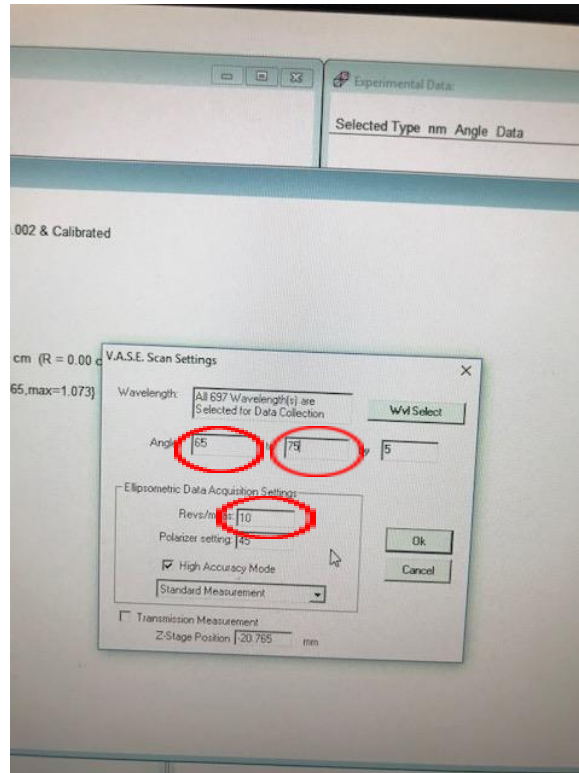 Experimental Data:
Selected Type nm Angle Data
.002 & Calibrated
cm (R = 0.00 c
65,max=1.073)
V.A.S.E. Scan Settings
Wavelength: All 697 Wavelength(s) are
Selected for Data Collection
Wvl Select
Angle 65 to 75 by 5
Ellipsometric Data Acquisition Settings
Revs/meas: 10
Polarizer setting: 45
High Accuracy Mode
Standard Measurement
Ok
Cancel
Transmission Measurement
Z-Stage Position -20.765 mm